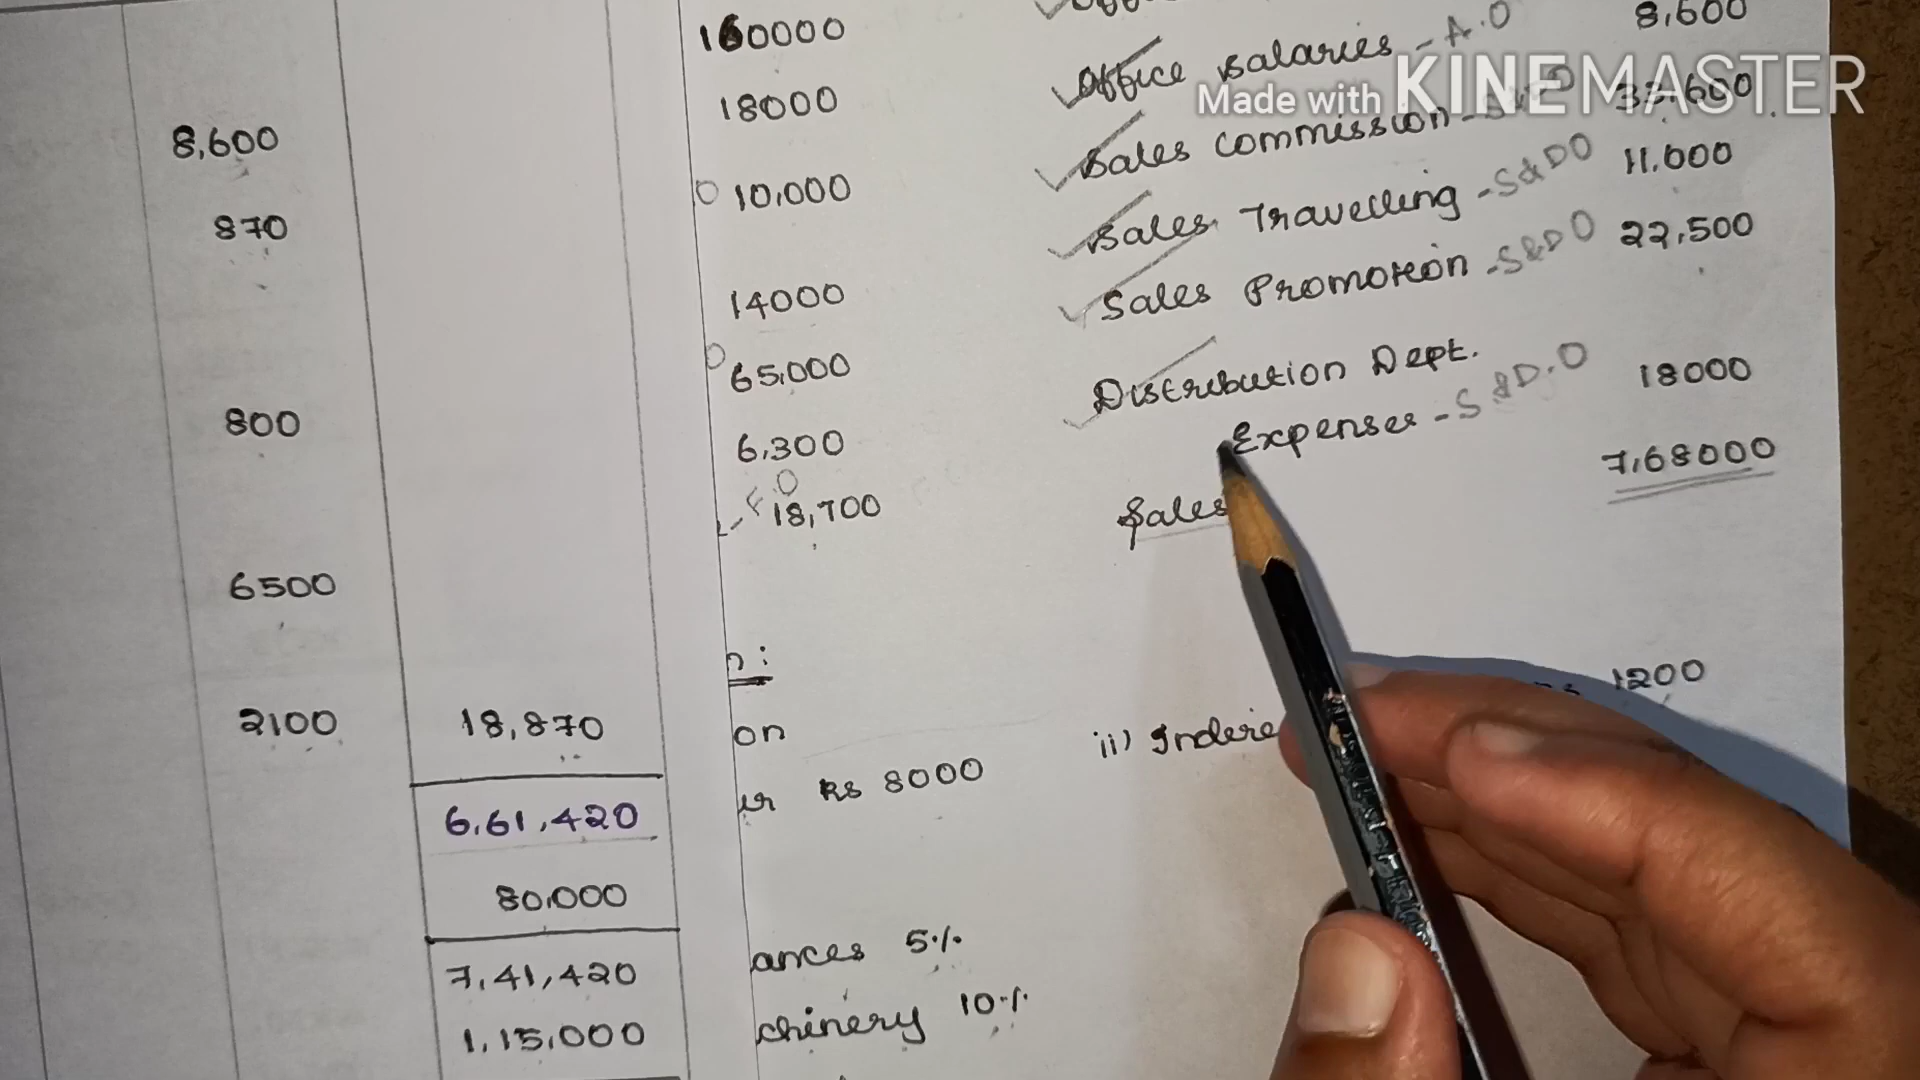 8,600
870
800
6500
2100 18,870
6,61,420
80,000
7,41,420
1,15,000
160000
18000
10,000
14000
65,000
6,300
F.O
18,700
n:
on
er Rs 8000
ances 5%
chinery 10%
Office Salaries - A.O 8,600
Sales commission - S&DO 33,600
Sales Travelling - S&DO 11,000
Sales Promotion - S&DO 22,500
Distribution Dept.
Expenses - S&D.O 18000
Sales 7,68000
ii) Indire 1200
Made with KINEMASTER